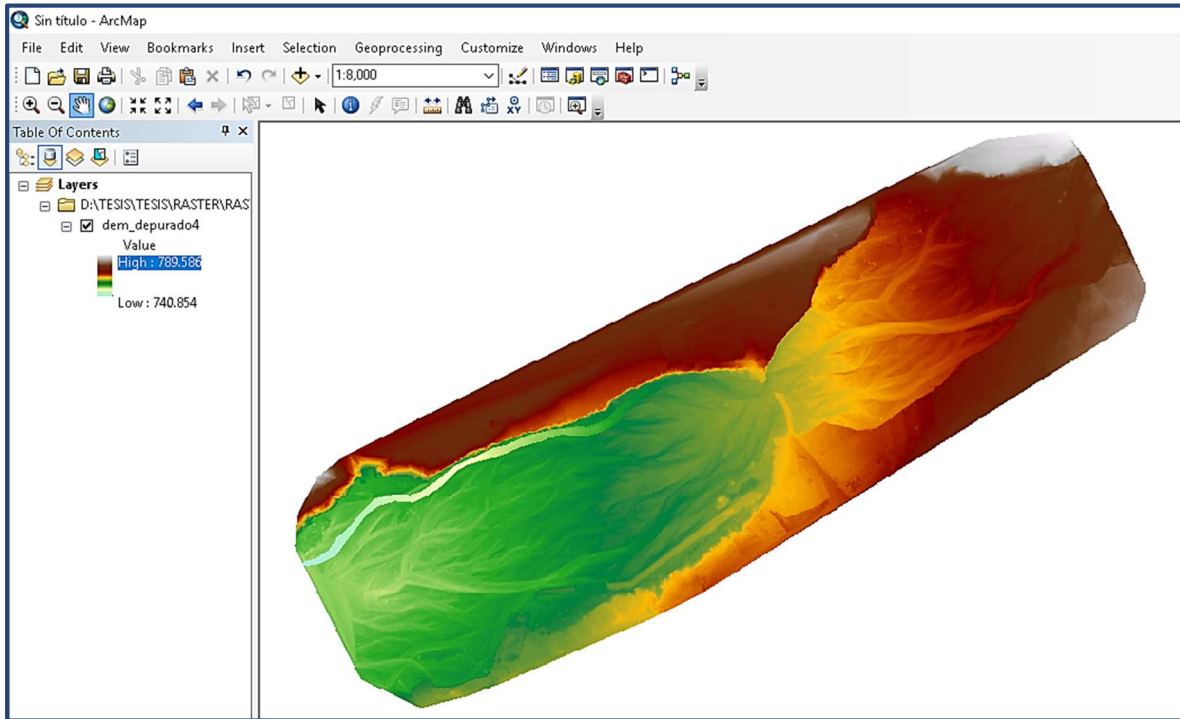 Sin título - ArcMap
File Edit View Bookmarks Insert Selection Geoprocessing Customize Windows Help
1:8,000
XY
Table Of Contents
Layers
D:\TESIS\TESIS\RASTER\RAS
dem_depurado4
Value
High : 789.586
Low : 740.854